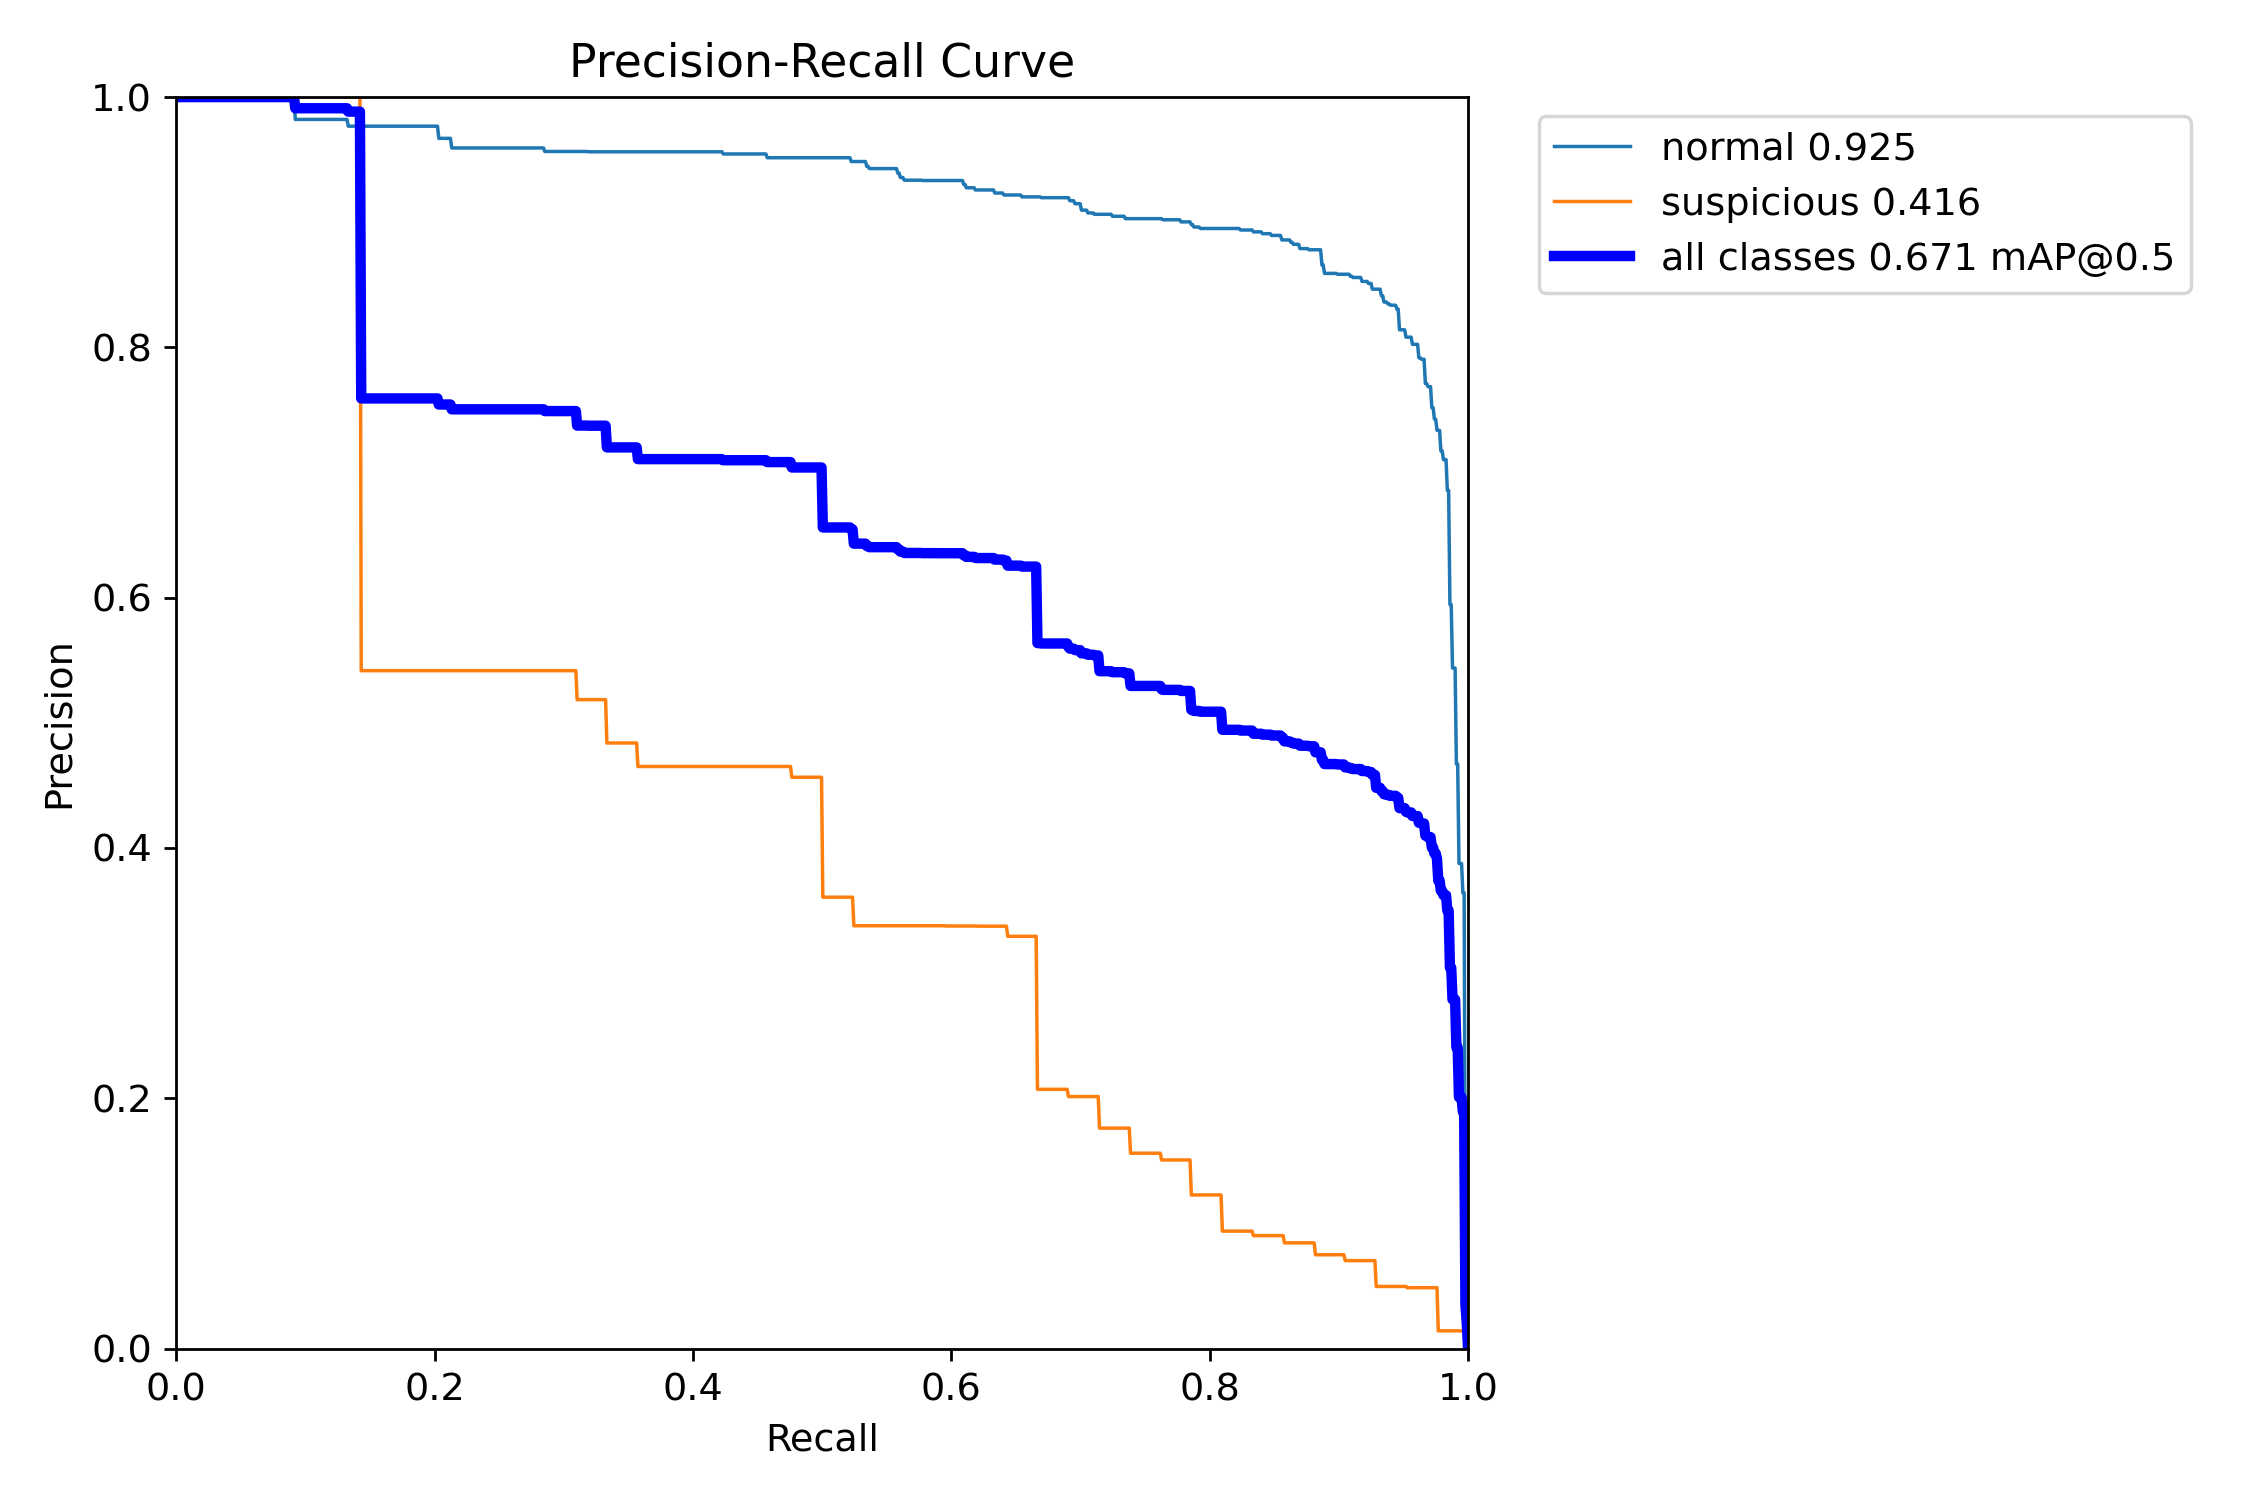 Precision-Recall Curve
1.0
0.8
0.6
0.4
0.2
0.0
Precision
0.0 0.2 0.4 0.6 0.8 1.0
Recall
normal 0.925
suspicious 0.416
all classes 0.671 mAP@0.5